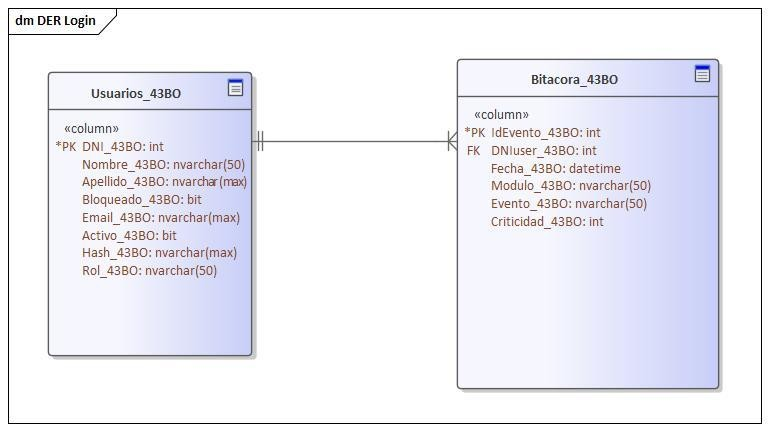 dm DER Login
Usuarios_43BO
«column»
*PK DNI_43BO: int
Nombre_43BO: nvarchar(50)
Apellido_43BO: nvarchar(max)
Bloqueado_43BO: bit
Email_43BO: nvarchar(max)
Activo_43BO: bit
Hash_43BO: nvarchar(max)
Rol_43BO: nvarchar(50)
Bitacora_43BO
«column»
*PK IdEvento_43BO: int
FK DNIuser_43BO: int
Fecha_43BO: datetime
Modulo_43BO: nvarchar(50)
Evento_43BO: nvarchar(50)
Criticidad_43BO: int